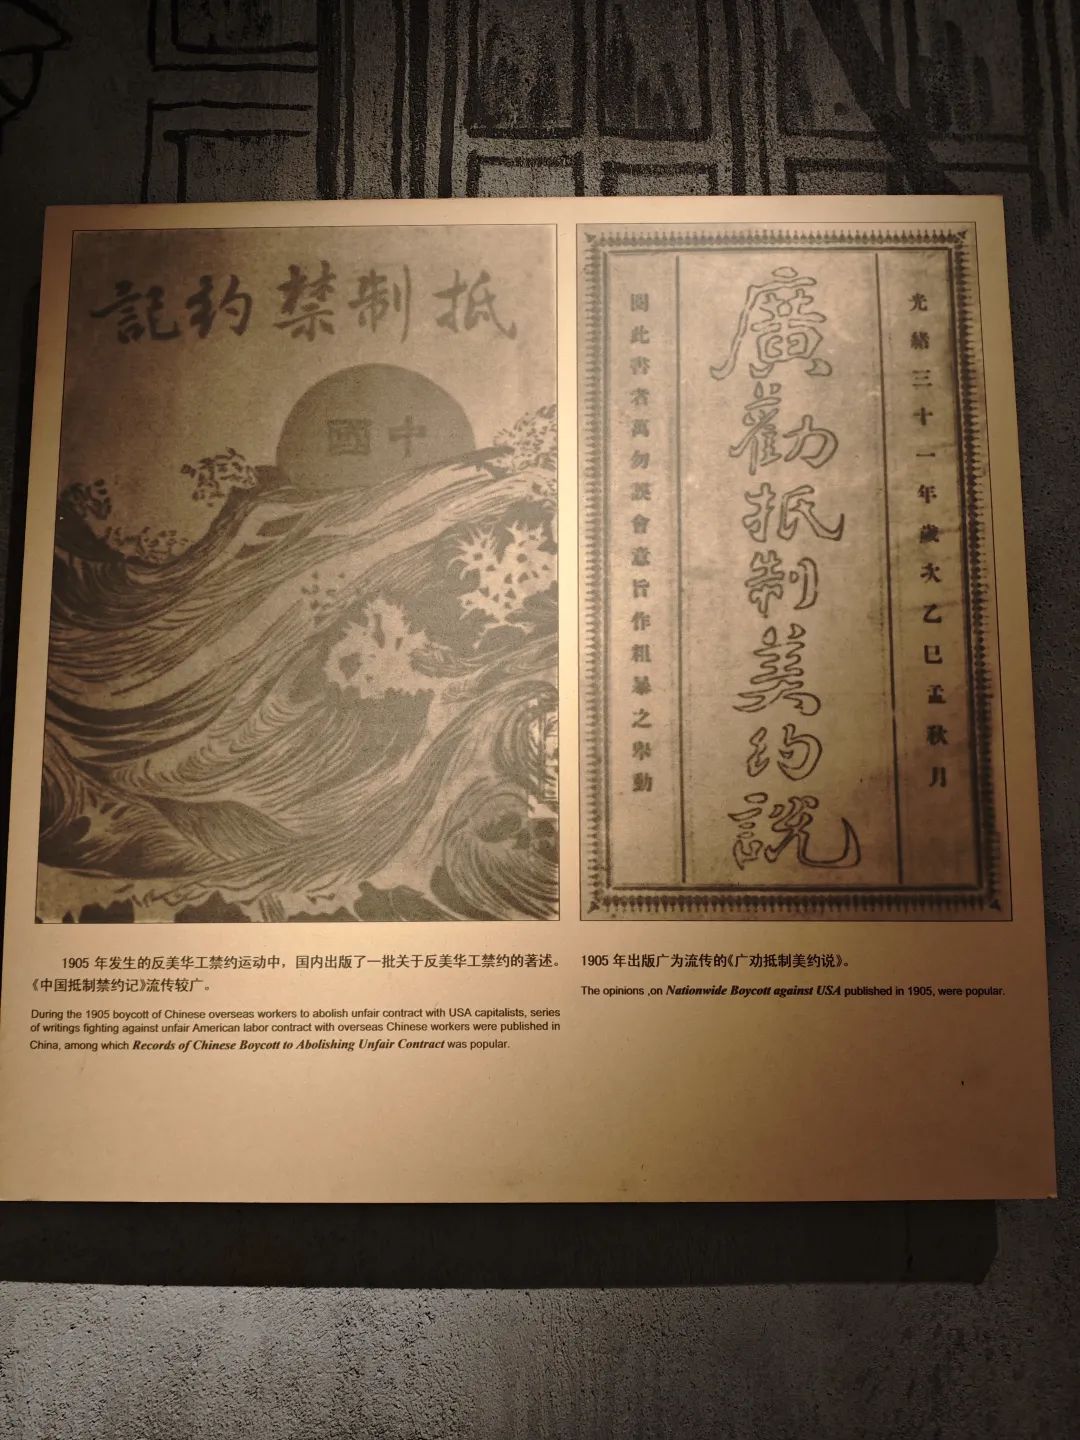 抵制禁約記
中國
光緒三十一年歲次乙巳孟秋月
廣勸抵制美約說
閱此書者萬勿誤會意旨作粗暴之舉動
1905 年发生的反美华工禁约运动中，国内出版了一批关于反美华工禁约的著述。
《中国抵制禁约记》流传较广。
During the 1905 boycott of Chinese overseas workers to abolish unfair contract with USA capitalists, series
of writings fighting against unfair American labor contract with overseas Chinese workers were published in
China, among which Records of Chinese Boycott to Abolishing Unfair Contract was popular.
1905 年出版广为流传的《广劝抵制美约说》。
The opinions ,on Nationwide Boycott against USA published in 1905, were popular.